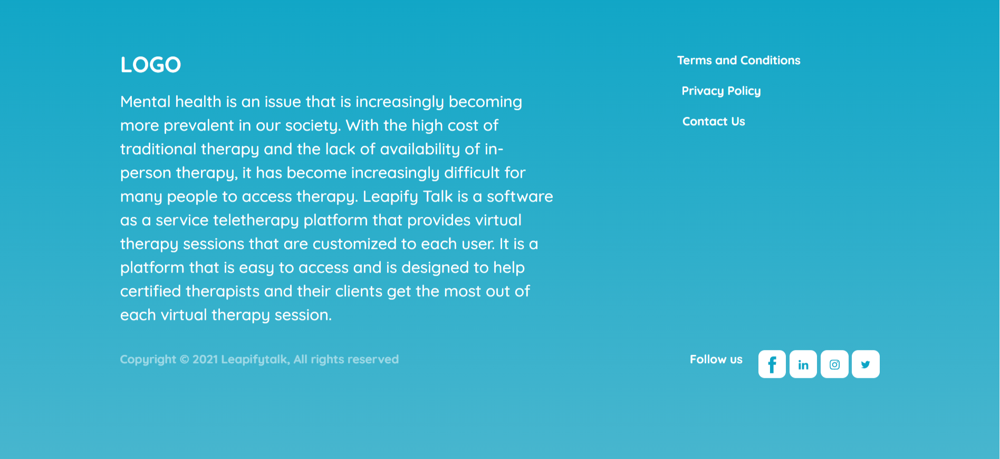 LOGO
Mental health is an issue that is increasingly becoming
more prevalent in our society. With the high cost of
traditional therapy and the lack of availability of in-
person therapy, it has become increasingly difficult for
many people to access therapy. Leapify Talk is a software
as a service teletherapy platform that provides virtual
therapy sessions that are customized to each user. It is a
platform that is easy to access and is designed to help
certified therapists and their clients get the most out of
each virtual therapy session.
Terms and Conditions
Privacy Policy
Contact Us
Copyright © 2021 Leapifytalk, All rights reserved
Follow us